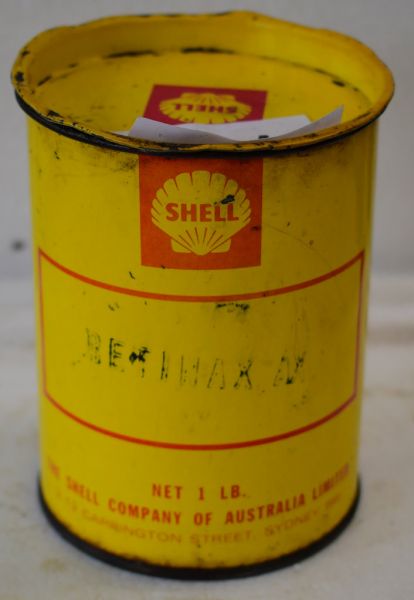 SHELL
SHELL
NET 1 LB.
THE SHELL COMPANY OF AUSTRALIA LIMITED
CARRINGTON STREET, SYDNEY